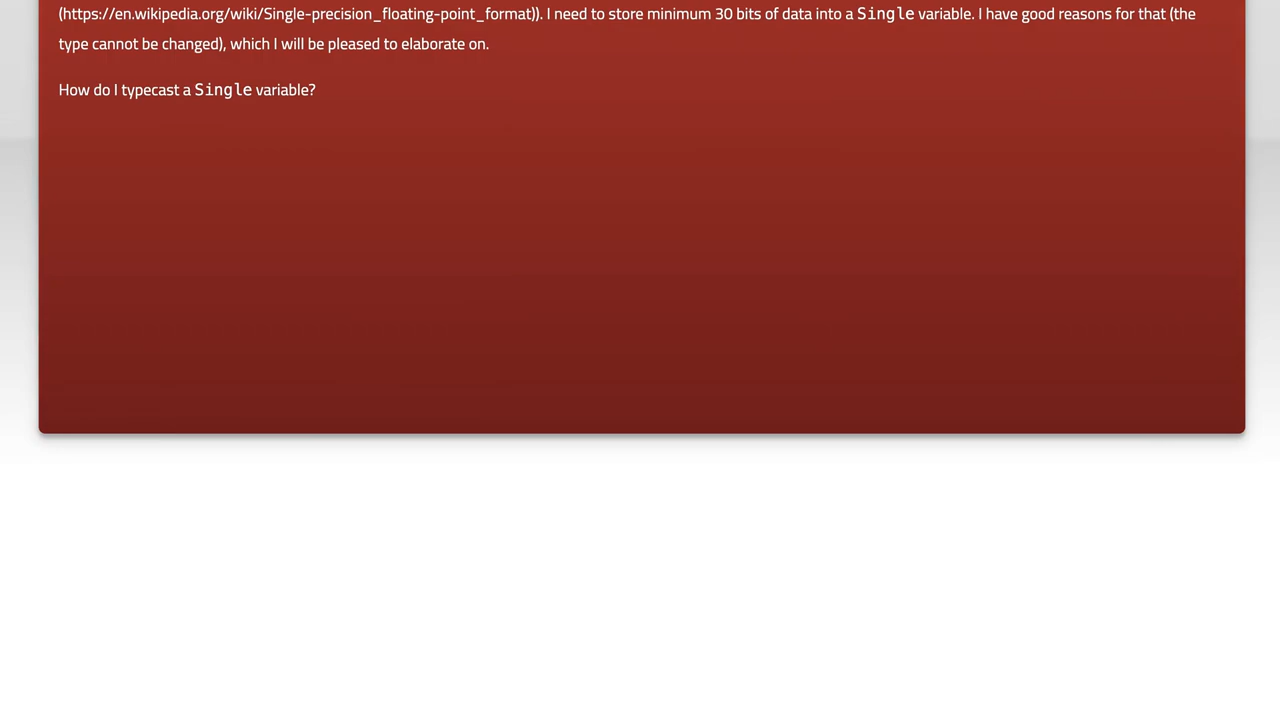 (https://en.wikipedia.org/wiki/Single-precision_floating-point_format)). I need to store minimum 30 bits of data into a Single variable. I have good reasons for that (the
type cannot be changed), which I will be pleased to elaborate on.
How do I typecast a Single variable?